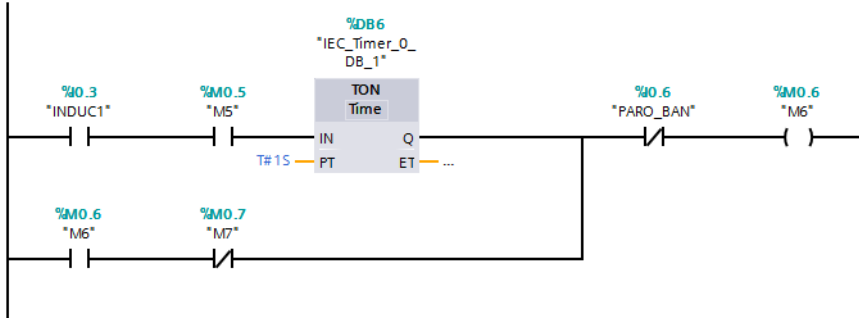 %DB6
"IEC_Timer_0_
DB_1"
%I0.3
"INDUC1"
%M0.5
"M5"
TON
Time
%I0.6
"PARO_BAN"
%M0.6
"M6"
IN
Q
T#1S
PT
ET
...
%M0.6
"M6"
%M0.7
"M7"